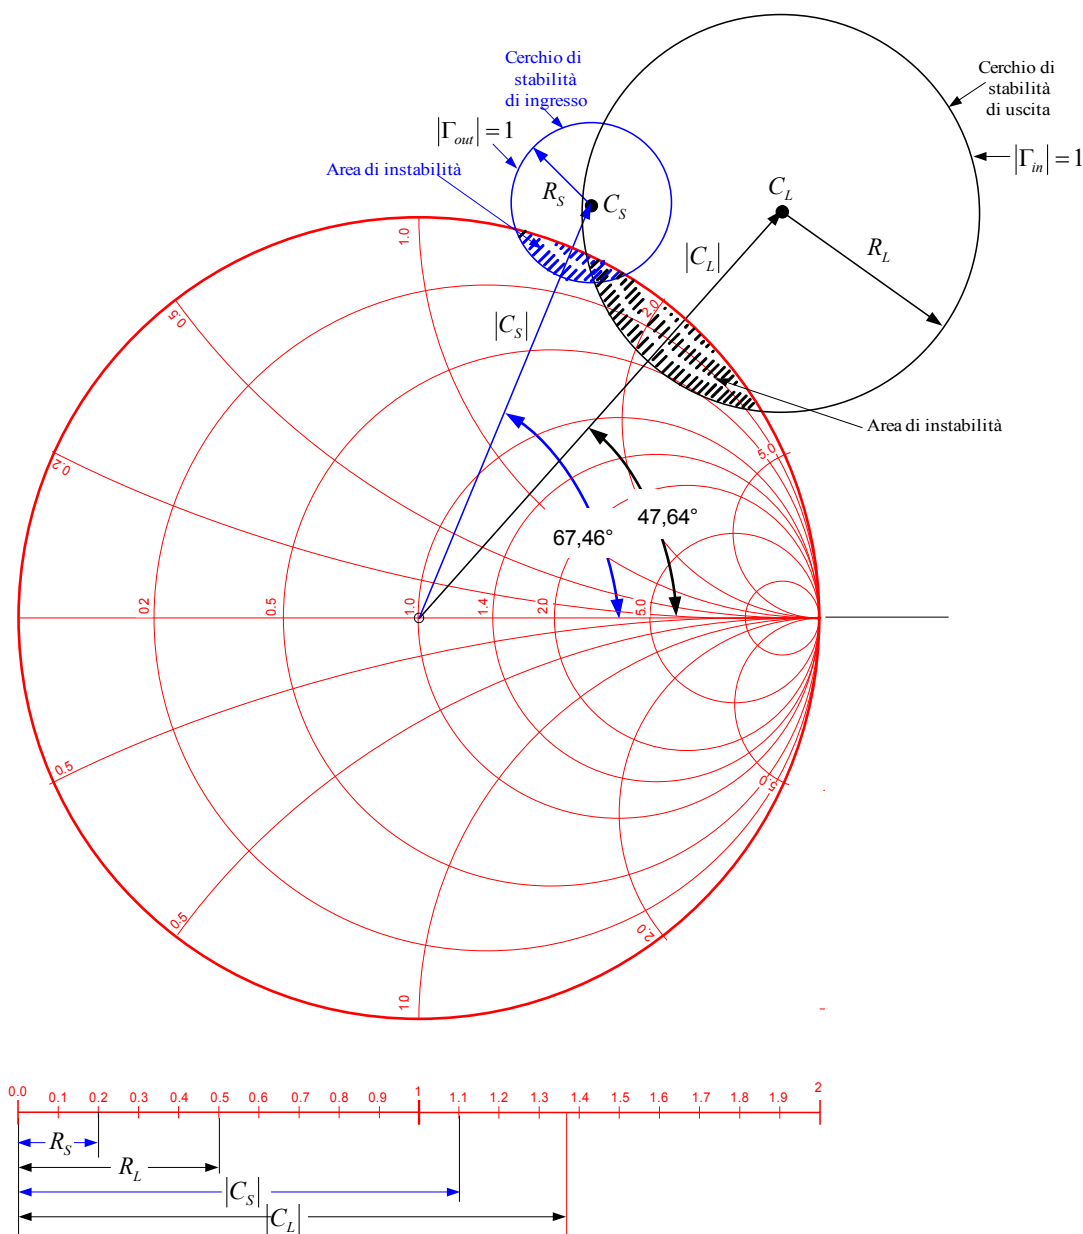 Cerchio di
stabilità
di ingresso
Cerchio di
stabilità
di uscita
|Γout| = 1
|Γin| = 1
Area di instabilità
RS
CS
CL
RL
|CL|
|CS|
Area di instabilità
67,46°
47,64°
1.0
2.0
0.5
5.0
0.2
0.2
0.5
1.0
1.4
2.0
5.0
0.5
5.0
0.5
2.0
10
0.0 0.1 0.2 0.3 0.4 0.5 0.6 0.7 0.8 0.9 1 1.1 1.2 1.3 1.4 1.5 1.6 1.7 1.8 1.9 2
RS
RL
|CS|
|CL|